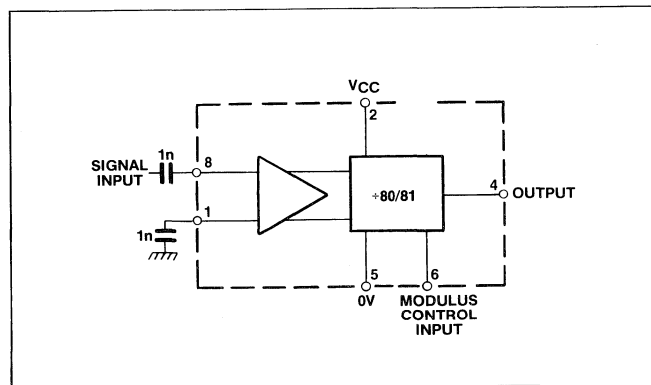 VCC
2
SIGNAL
INPUT
1n
8
÷80/81
4
OUTPUT
1
1n
5
0V
6
MODULUS
CONTROL
INPUT